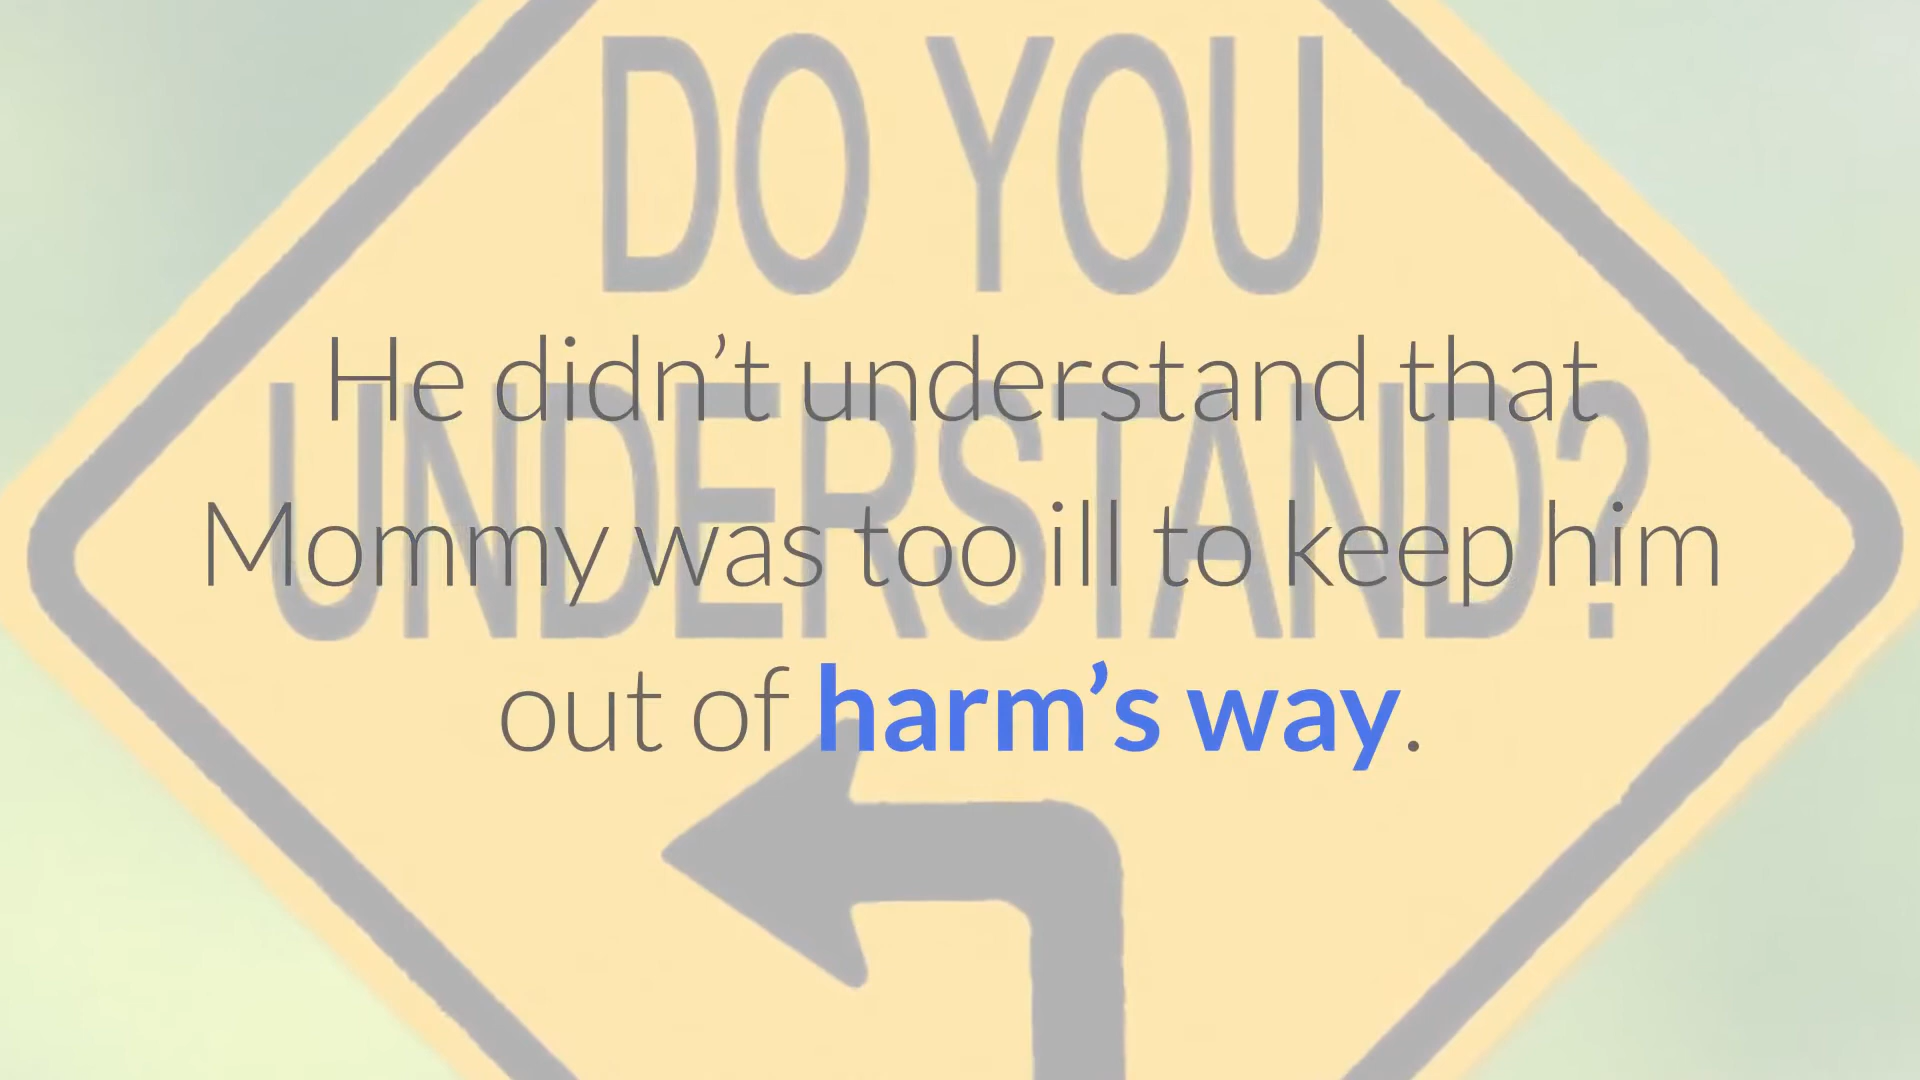 DO YOU
He didn’t understand that
UNDERSTAND?
Mommy was too ill to keep him
out of harm’s way.